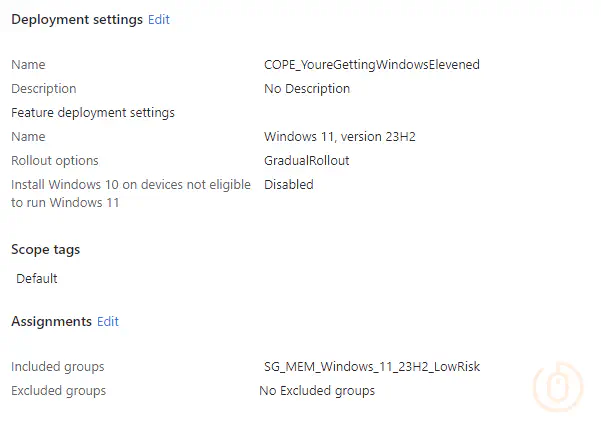 Deployment settings Edit
Name COPE_YoureGettingWindowsElevened
Description No Description
Feature deployment settings
Name Windows 11, version 23H2
Rollout options GradualRollout
Install Windows 10 on devices not eligible Disabled
to run Windows 11
Scope tags
Default
Assignments Edit
Included groups SG_MEM_Windows_11_23H2_LowRisk
Excluded groups No Excluded groups